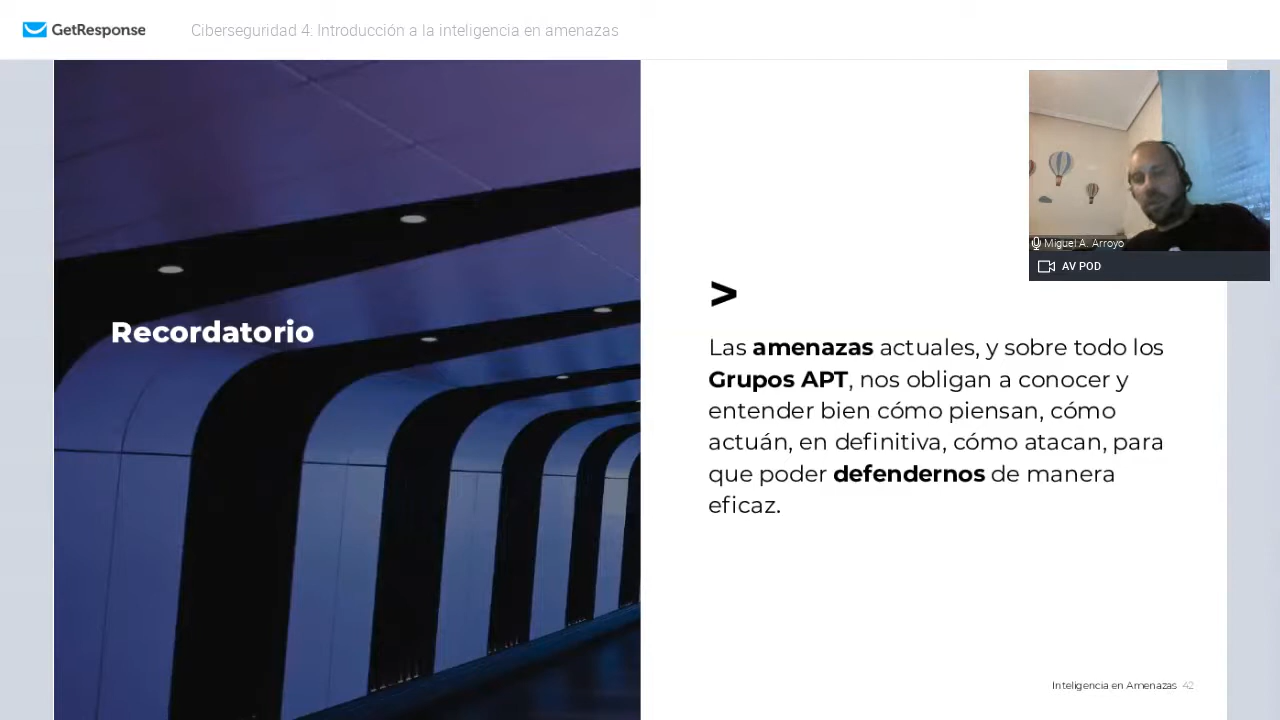 GetResponse
Ciberseguridad 4: Introducción a la inteligencia en amenazas
Miguel A. Arroyo
AV POD
Recordatorio
>
Las amenazas actuales, y sobre todo los
Grupos APT, nos obligan a conocer y
entender bien cómo piensan, cómo
actuán, en definitiva, cómo atacan, para
que poder defendernos de manera
eficaz.
Inteligencia en Amenazas 42